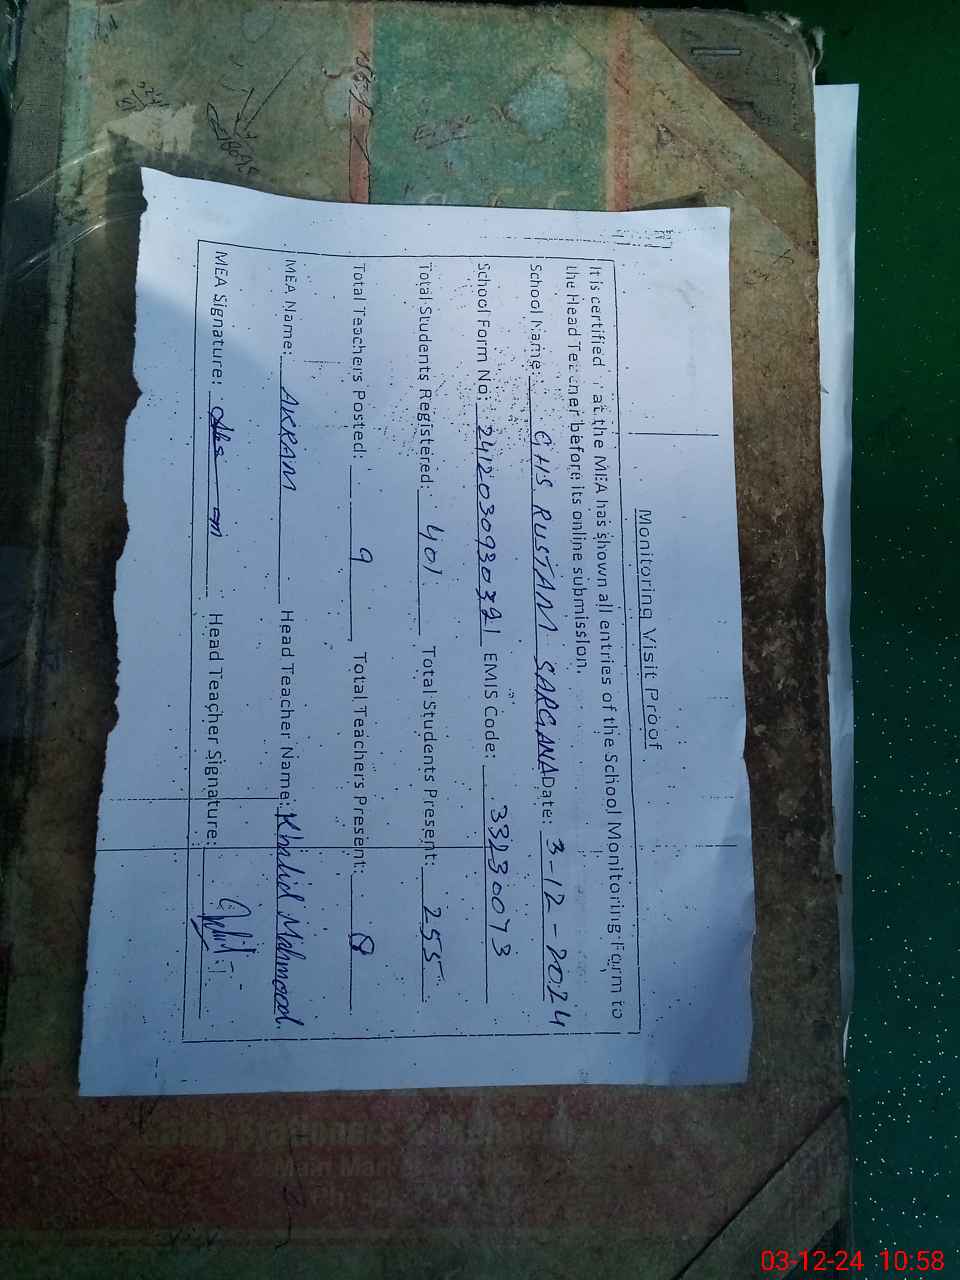 Monitoring Visit Proof
It is certified at the MEA has shown all entries of the School Monitoring Form to
the Head Teacher before its online submission.
School Name: GHS RUSTAM SARGANA Date: 3-12-2024
School Form No: 2412030930391 EMIS Code: 33230073
Total Students Registered: 401 Total Students Present: 255
Total Teachers Posted: 9 Total Teachers Present: 8
MEA Name: AKRAM Head Teacher Name: Khalid Mahmood
MEA Signature: Head Teacher Signature:
03-12-24 10:58